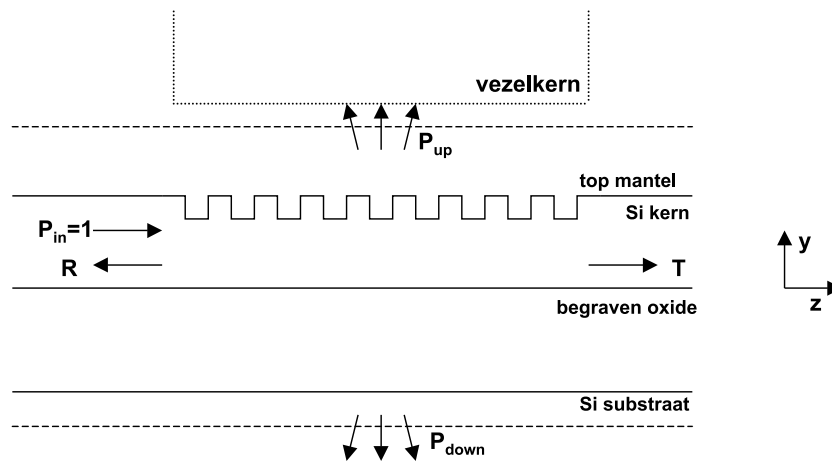 vezelkern
P_up
top mantel
Si kern
P_in=1
R
T
y
z
begraven oxide
Si substraat
P_down